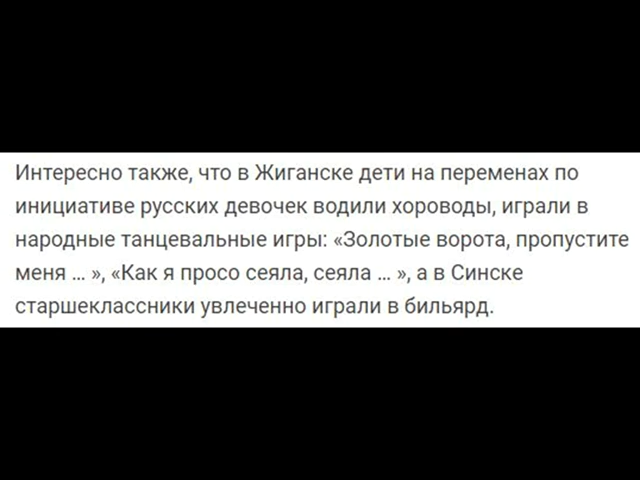 Интересно также, что в Жиганске дети на переменах по
инициативе русских девочек водили хороводы, играли в
народные танцевальные игры: «Золотые ворота, пропустите
меня ... », «Как я просо сеяла, сеяла ... », а в Синске
старшеклассники увлеченно играли в бильярд.